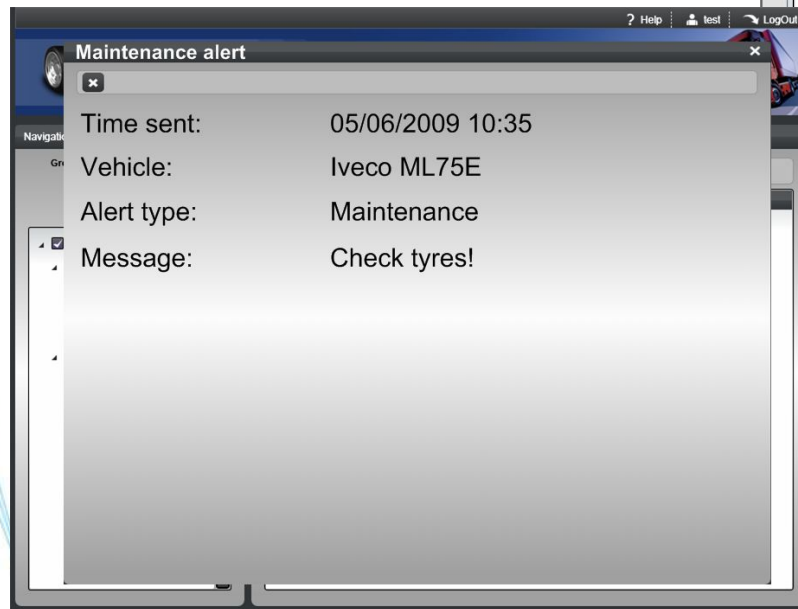 ? Help test LogOut
Maintenance alert
Time sent: 05/06/2009 10:35
Vehicle: Iveco ML75E
Alert type: Maintenance
Message: Check tyres!